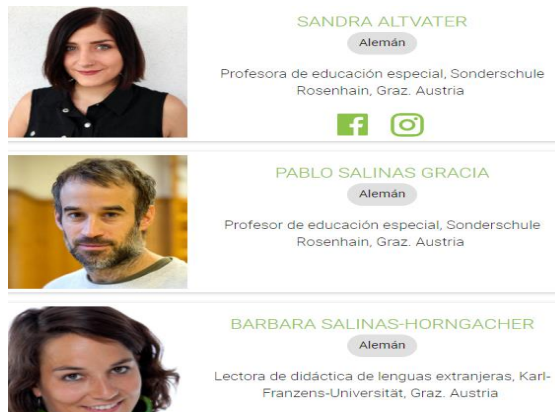 SANDRA ALTVATER
Alemán
Profesora de educación especial, Sonderschule
Rosenhain, Graz. Austria
PABLO SALINAS GRACIA
Alemán
Profesor de educación especial, Sonderschule
Rosenhain, Graz. Austria
BARBARA SALINAS-HORNGACHER
Alemán
Lectora de didáctica de lenguas extranjeras, Karl-
Franzens-Universität, Graz. Austria